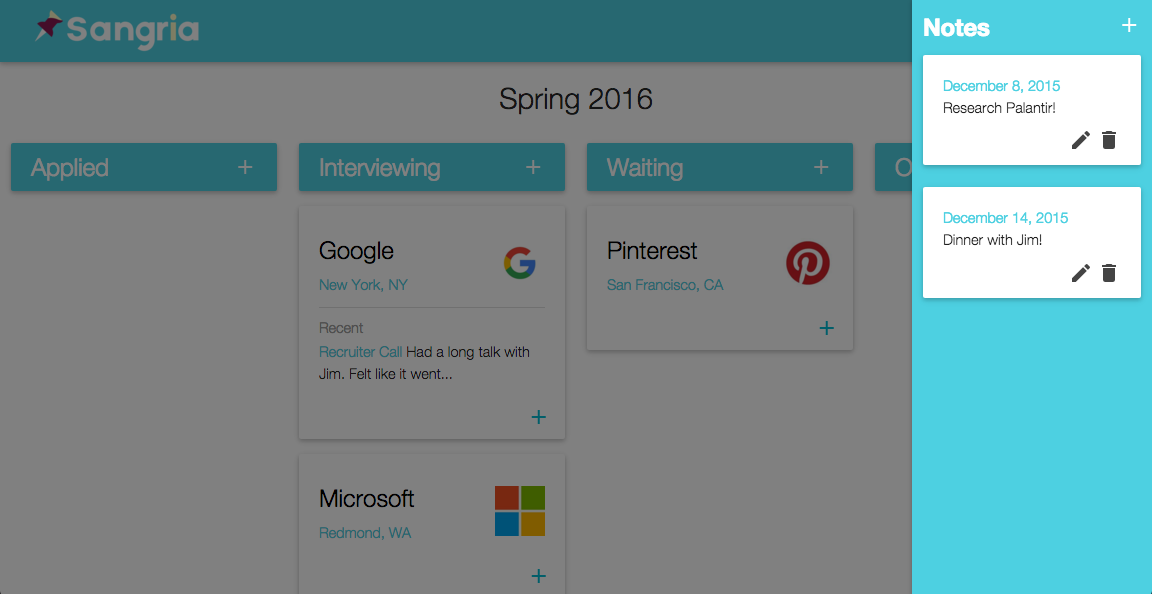 Sangria
Spring 2016
Applied +
Interviewing +
Google
New York, NY
Recent
Recruiter Call Had a long talk with
Jim. Felt like it went...
+
Microsoft
Redmond, WA
+
Waiting +
Pinterest
San Francisco, CA
+
O
Notes +
December 8, 2015
Research Palantir!
December 14, 2015
Dinner with Jim!